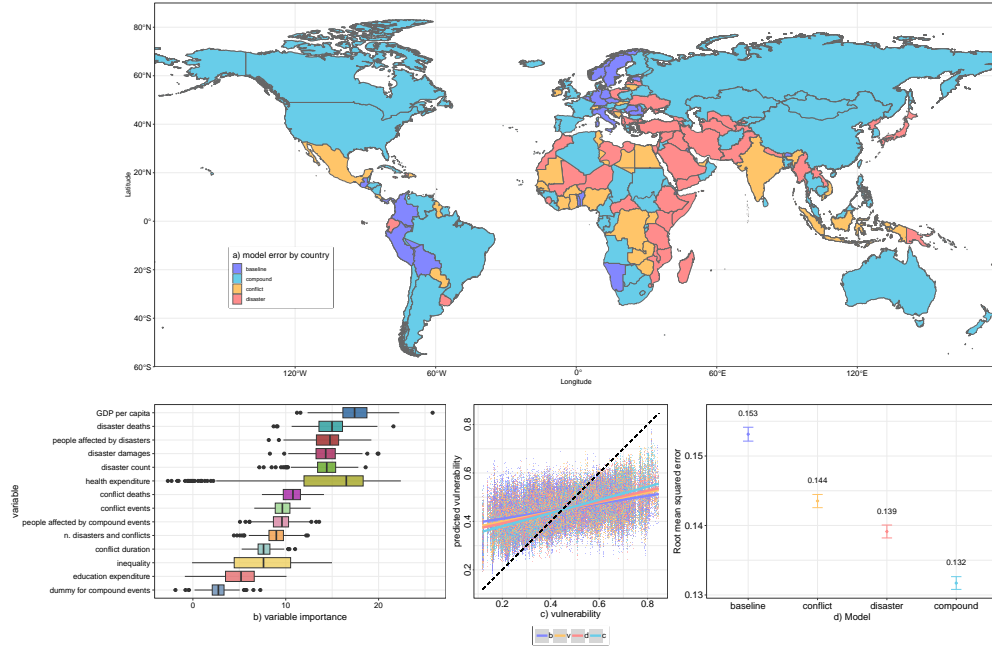 80°N
60°N
40°N
20°N
0°
20°S
40°S
60°S
Latitude
a) model error by country
baseline
compound
conflict
disaster
120°W
60°W
0°
60°E
120°E
Longitude
variable
GDP per capita
disaster deaths
people affected by disasters
disaster damages
disaster count
health expenditure
conflict deaths
conflict events
people affected by compound events
n. disasters and conflicts
conflict duration
inequality
education expenditure
dummy for compound events
0 10 20
b) variable importance
predicted vulnerability
0.8
0.6
0.4
0.2
0.2 0.4 0.6 0.8
c) vulnerability
b v d c
Root mean squared error
0.15
0.14
0.13
0.153
0.144
0.139
0.132
baseline conflict disaster compound
d) Model